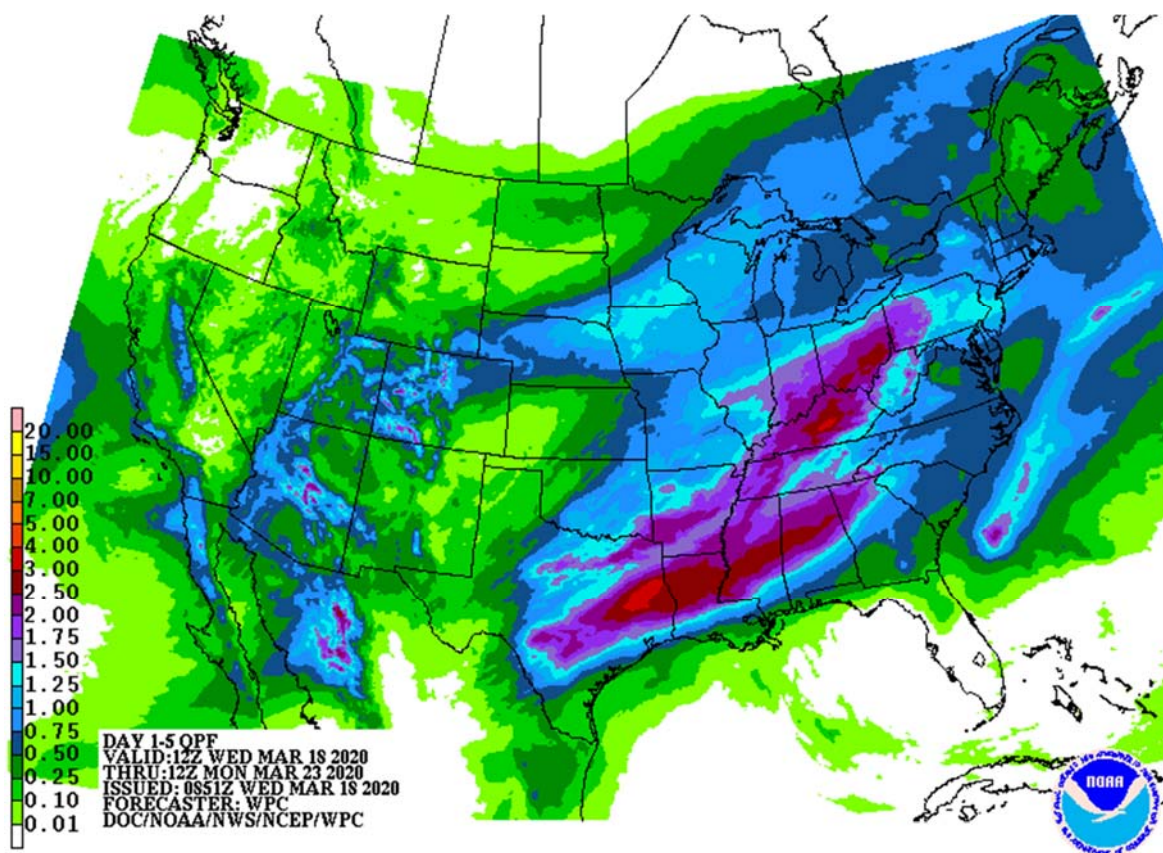 20.00
15.00
10.00
7.00
5.00
4.00
3.00
2.50
2.00
1.75
1.50
1.25
1.00
0.75
0.50
0.25
0.10
0.01
DAY 1-5 QPF
VALID:12Z WED MAR 18 2020
THRU:12Z MON MAR 23 2020
ISSUED: 0851Z WED MAR 18 2020
FORECASTER: WPC
DOC/NOAA/NWS/NCEP/WPC
NOAA